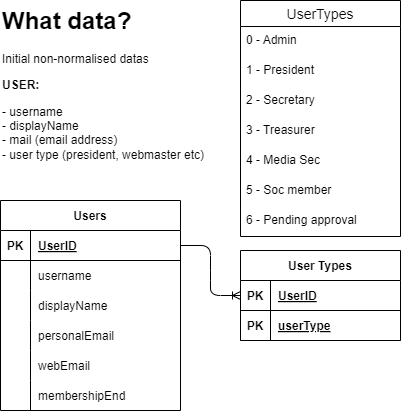 What data?
Initial non-normalised datas
USER:
- username
- displayName
- mail (email address)
- user type (president, webmaster etc)
UserTypes
0 - Admin
1 - President
2 - Secretary
3 - Treasurer
4 - Media Sec
5 - Soc member
6 - Pending approval
Users
PK UserID
username
displayName
personalEmail
webEmail
membershipEnd
User Types
PK UserID
PK userType